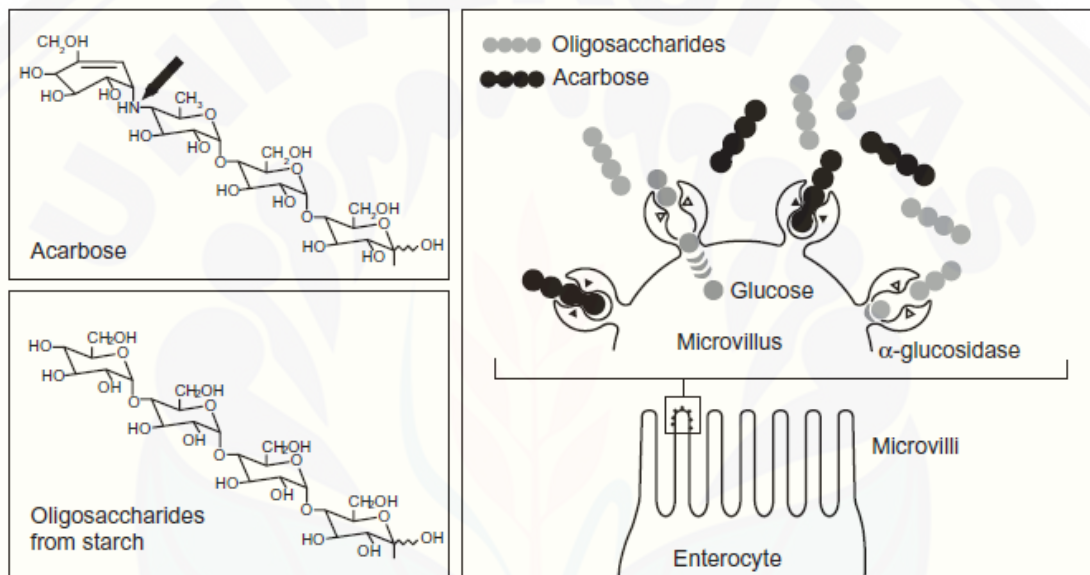 CH₂OH
HO
HO
HO
HN
CH₃
O
HO
HO
O
CH₂OH
O
HO
HO
O
CH₂OH
O
HO
HO
OH
Acarbose
HO
CH₂OH
O
HO
HO
OH
O
CH₂OH
O
HO
OH
O
CH₂OH
O
HO
OH
O
CH₂OH
O
HO
OH
OH
Oligosaccharides
from starch
Oligosaccharides
Acarbose
Glucose
Microvillus
α-glucosidase
Microvilli
Enterocyte